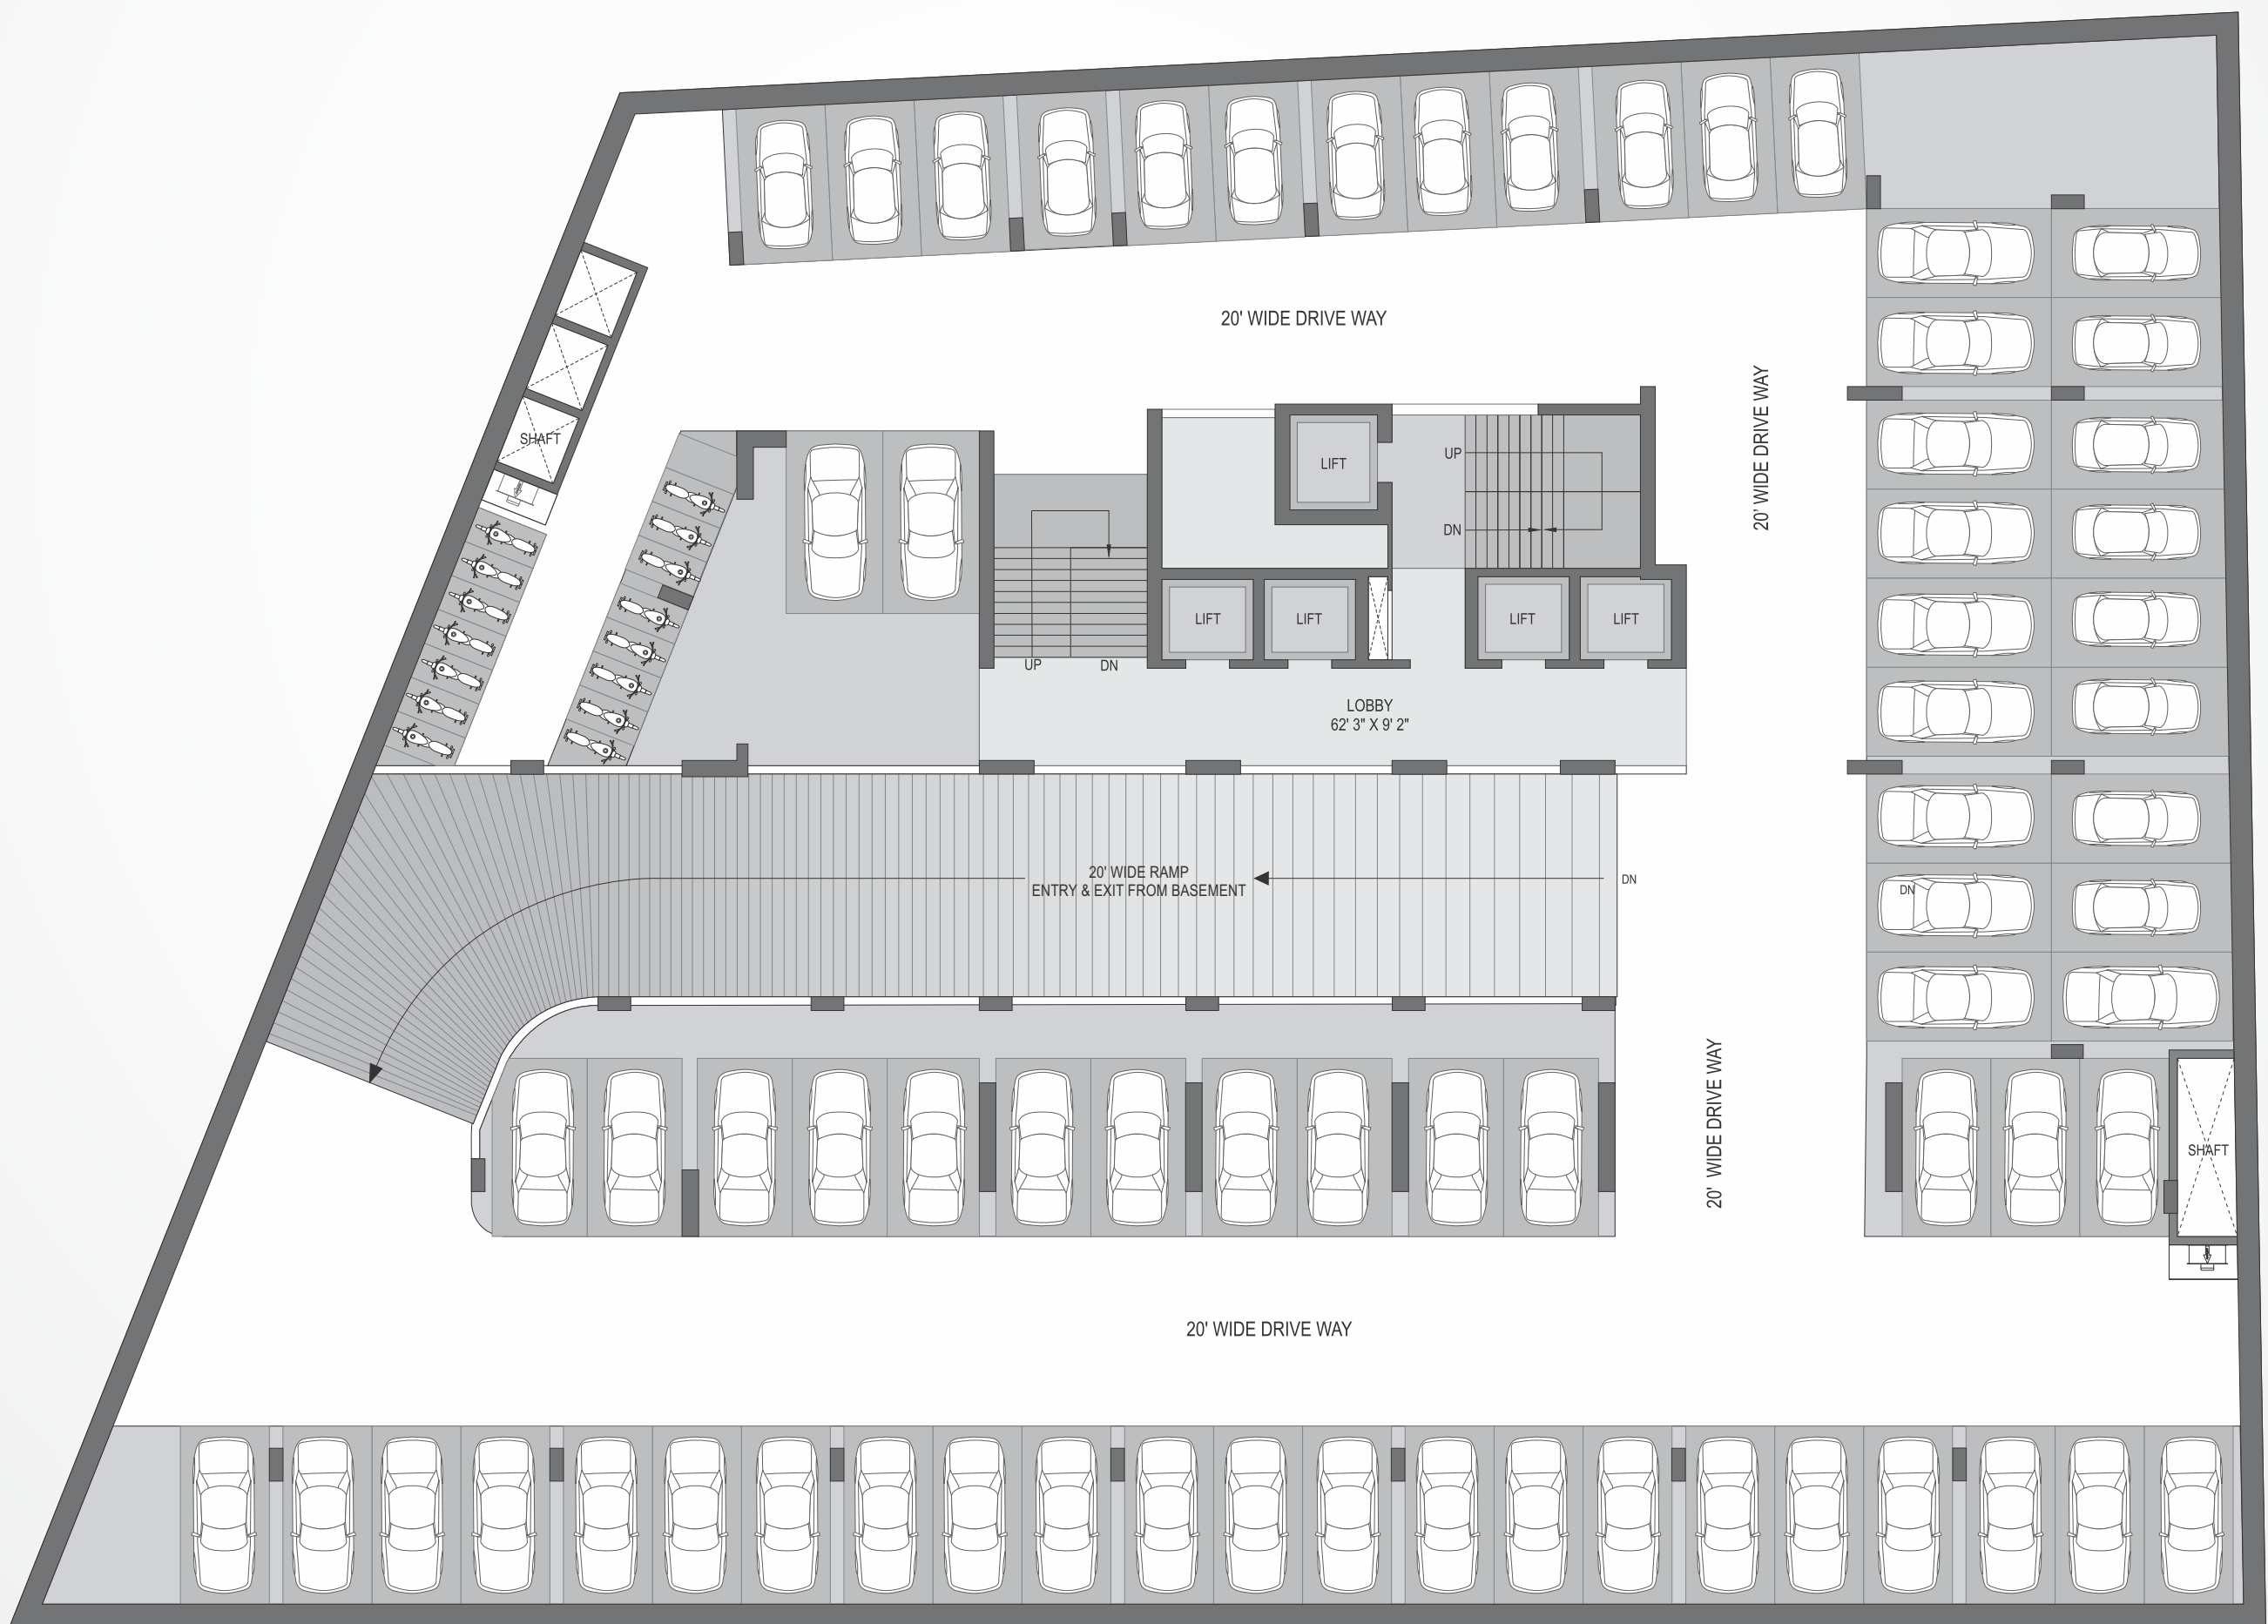 20' WIDE DRIVE WAY
20' WIDE DRIVE WAY
SHAFT
LIFT
UP
DN
LIFT
LIFT
LIFT
LIFT
UP
DN
LOBBY
62' 3" X 9' 2"
20' WIDE RAMP
ENTRY & EXIT FROM BASEMENT
DN
DN
20' WIDE DRIVE WAY
SHAFT
20' WIDE DRIVE WAY